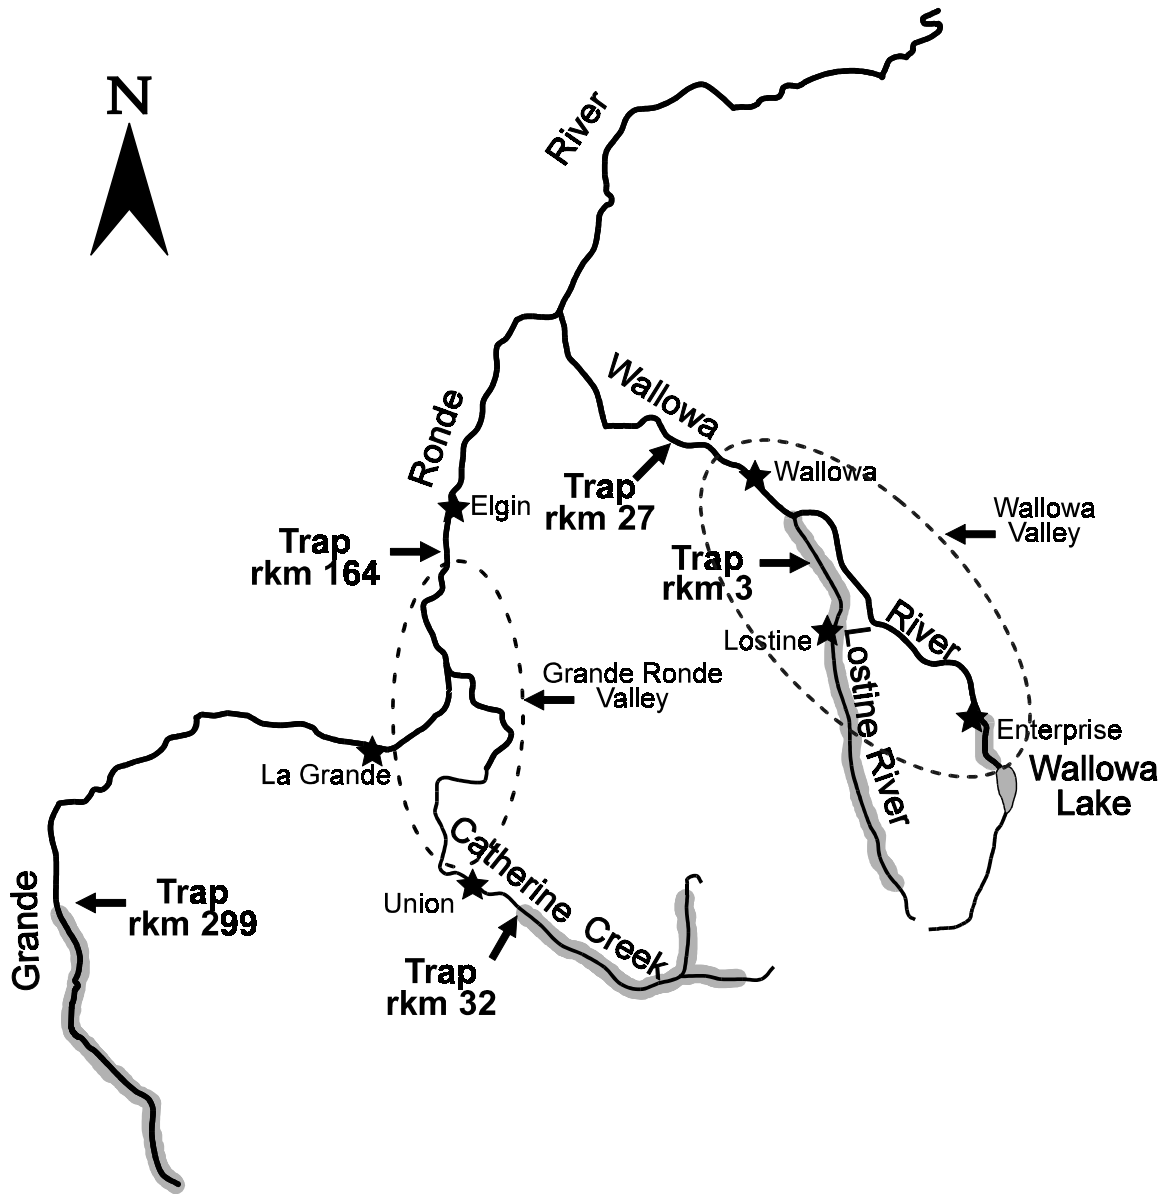 N
River
Wallowa
Ronde
Wallowa
Elgin
Trap
rkm 27
Wallowa
Valley
Trap
rkm 164
Trap
rkm 3
River
Lostine
Lostine River
Grande Ronde
Valley
Enterprise
La Grande
Wallowa
Lake
Catherine Creek
Grande
Trap
rkm 299
Union
Trap
rkm 32